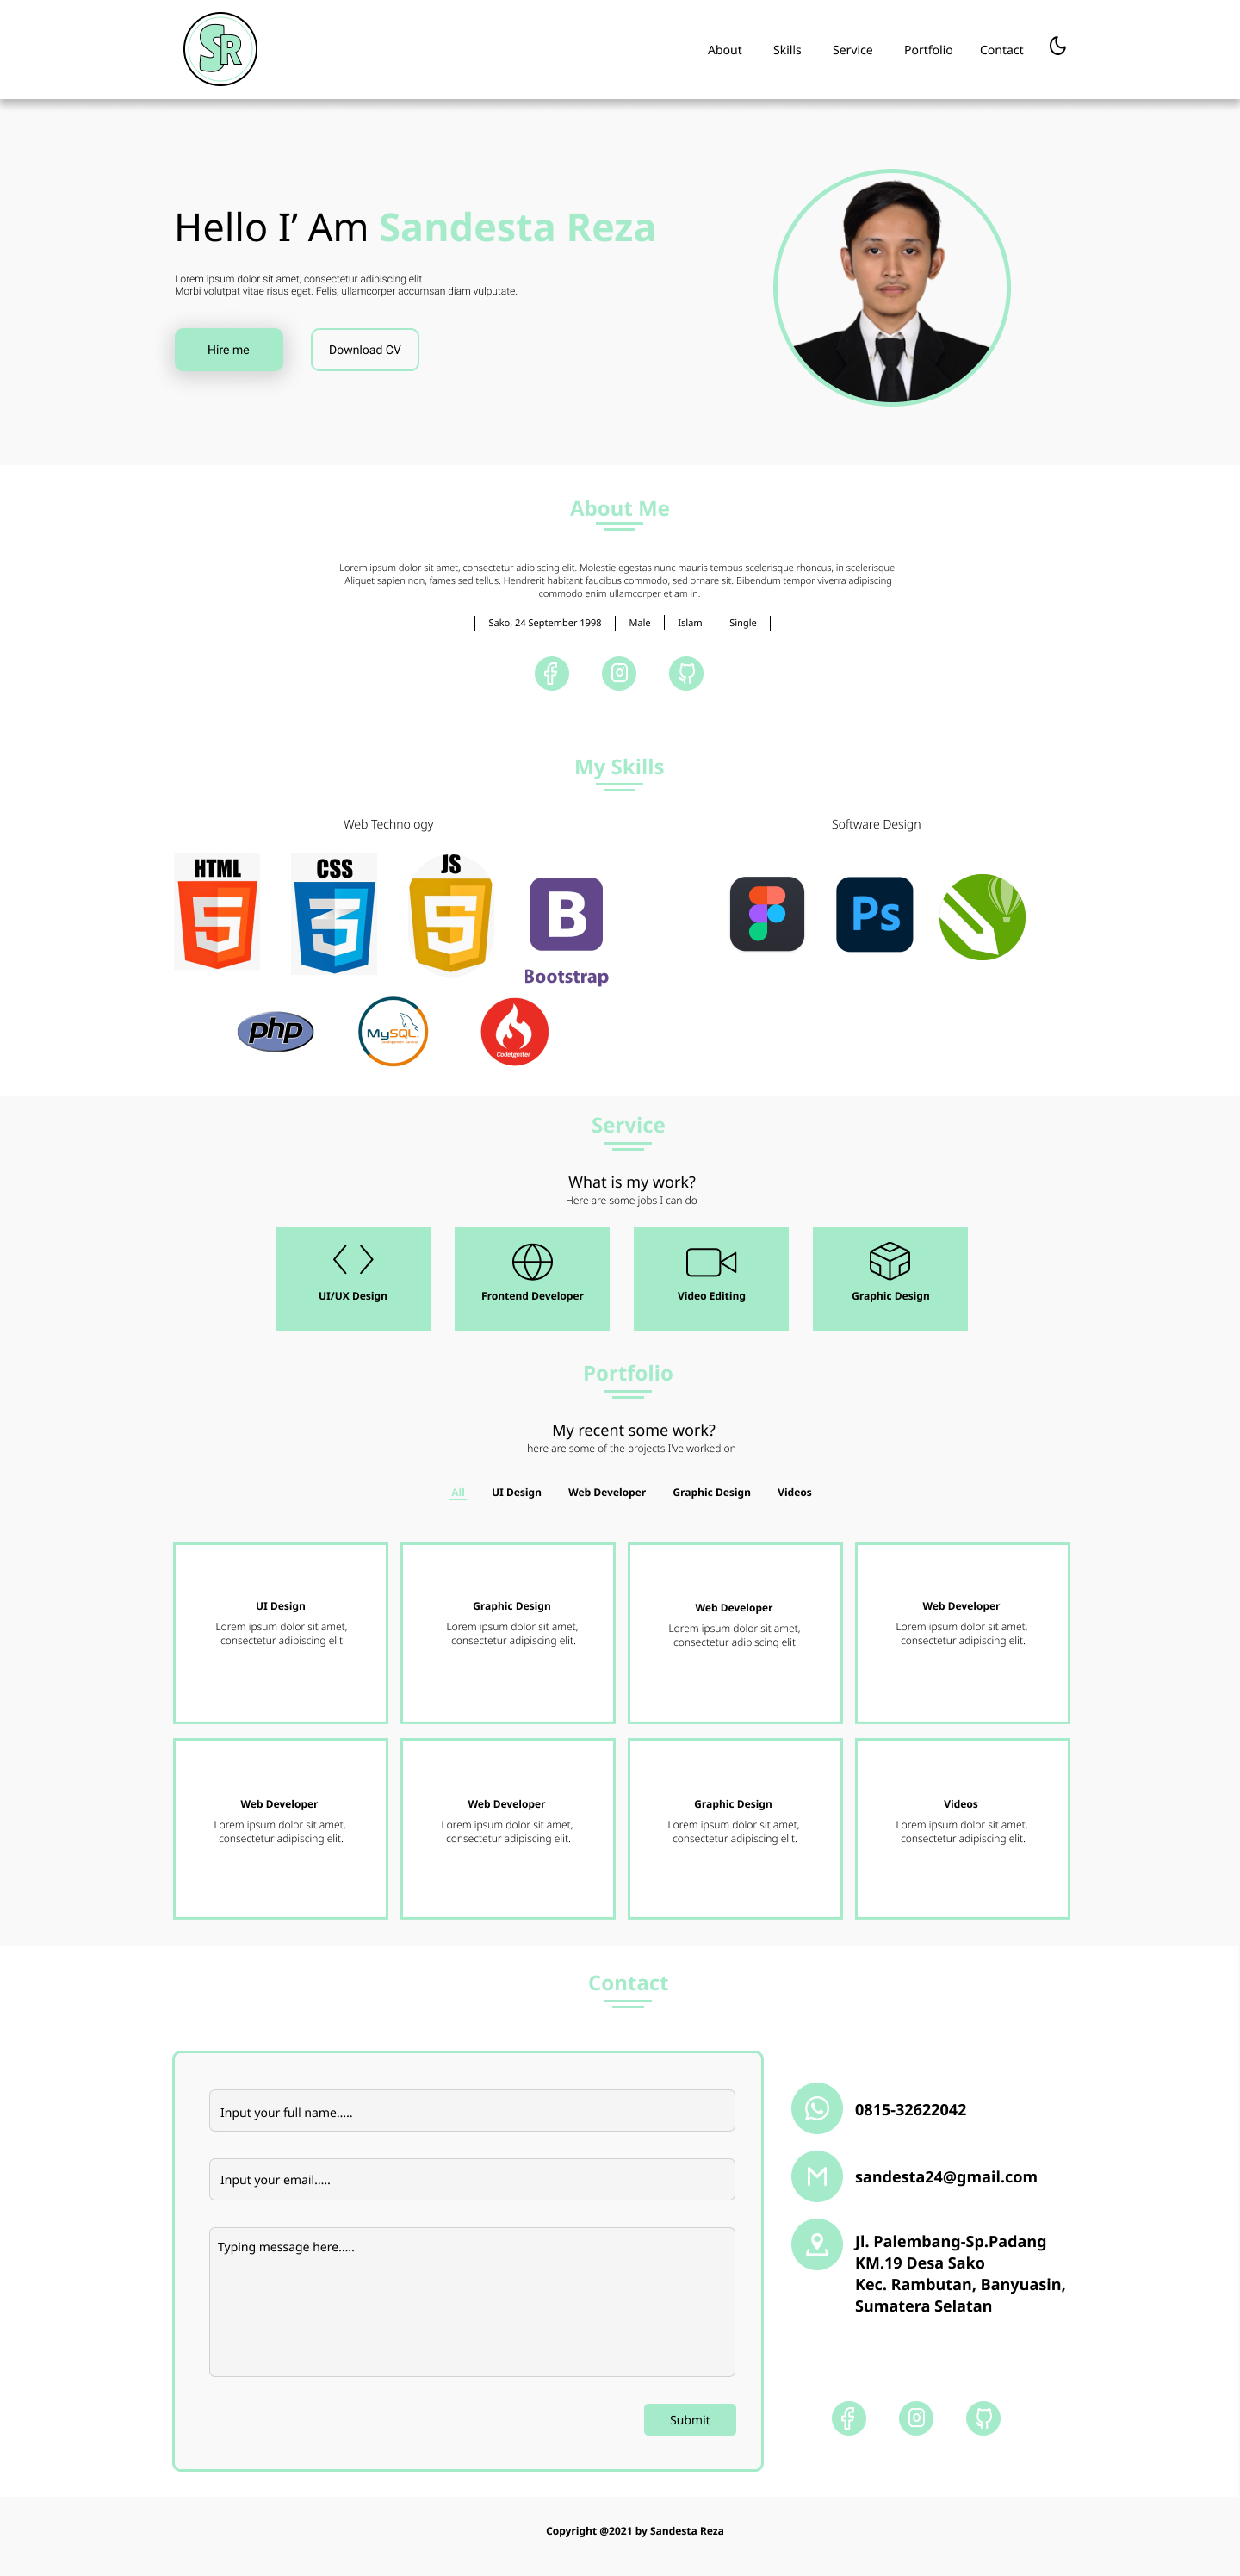 SR
About Skills Service Portfolio Contact
Hello I’ Am Sandesta Reza
Lorem ipsum dolor sit amet, consectetur adipiscing elit.
Morbi volutpat vitae risus eget. Felis, ullamcorper accumsan diam vulputate.
Hire me
Download CV
About Me
Lorem ipsum dolor sit amet, consectetur adipiscing elit. Molestie egestas nunc mauris tempus scelerisque rhoncus, in scelerisque.
Aliquet sapien non, fames sed tellus. Hendrerit habitant faucibus commodo, sed ornare sit. Bibendum tempor viverra adipiscing
commodo enim ullamcorper etiam in.
Sako, 24 September 1998 Male Islam Single
My Skills
Web Technology
HTML
5
CSS
3
JS
5
B
Bootstrap
php
MySQL
CodeIgniter
Software Design
Ps
Service
What is my work?
Here are some jobs I can do
UI/UX Design
Frontend Developer
Video Editing
Graphic Design
Portfolio
My recent some work?
here are some of the projects I've worked on
All UI Design Web Developer Graphic Design Videos
UI Design
Lorem ipsum dolor sit amet,
consectetur adipiscing elit.
Graphic Design
Lorem ipsum dolor sit amet,
consectetur adipiscing elit.
Web Developer
Lorem ipsum dolor sit amet,
consectetur adipiscing elit.
Web Developer
Lorem ipsum dolor sit amet,
consectetur adipiscing elit.
Web Developer
Lorem ipsum dolor sit amet,
consectetur adipiscing elit.
Web Developer
Lorem ipsum dolor sit amet,
consectetur adipiscing elit.
Graphic Design
Lorem ipsum dolor sit amet,
consectetur adipiscing elit.
Videos
Lorem ipsum dolor sit amet,
consectetur adipiscing elit.
Contact
Input your full name.....
Input your email.....
Typing message here.....
Submit
0815-32622042
sandesta24@gmail.com
Jl. Palembang-Sp.Padang
KM.19 Desa Sako
Kec. Rambutan, Banyuasin,
Sumatera Selatan
Copyright @2021 by Sandesta Reza